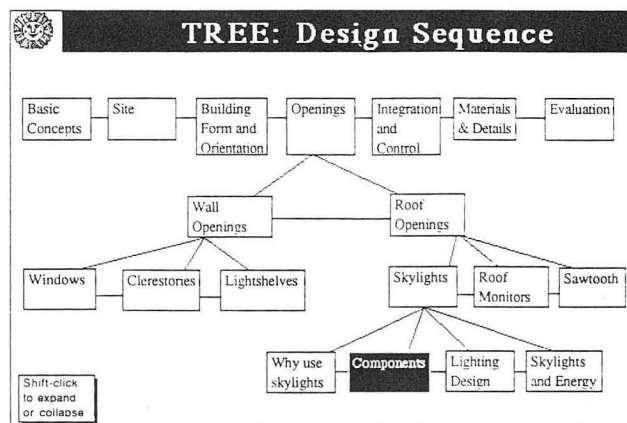 TREE: Design Sequence
Basic
Concepts
Site
Building
Form and
Orientation
Openings
Integration
and
Control
Materials
& Details
Evaluation
Wall
Openings
Roof
Openings
Windows
Clerestories
Lightshelves
Skylights
Roof
Monitors
Sawtooth
Why use
skylights
Components
Lighting
Design
Skylights
and Energy
Shift-click
to expand
or collapse